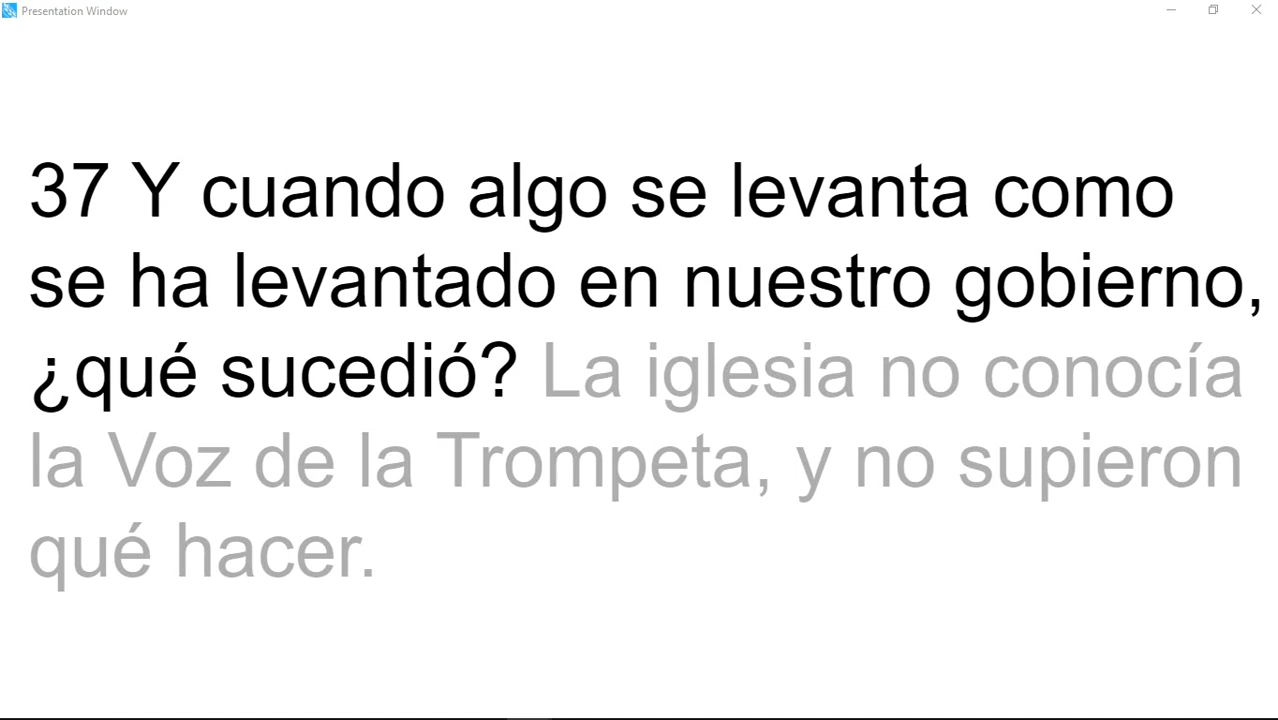 Presentation Window
37 Y cuando algo se levanta como
se ha levantado en nuestro gobierno,
¿qué sucedió? La iglesia no conocía
la Voz de la Trompeta, y no supieron
qué hacer.